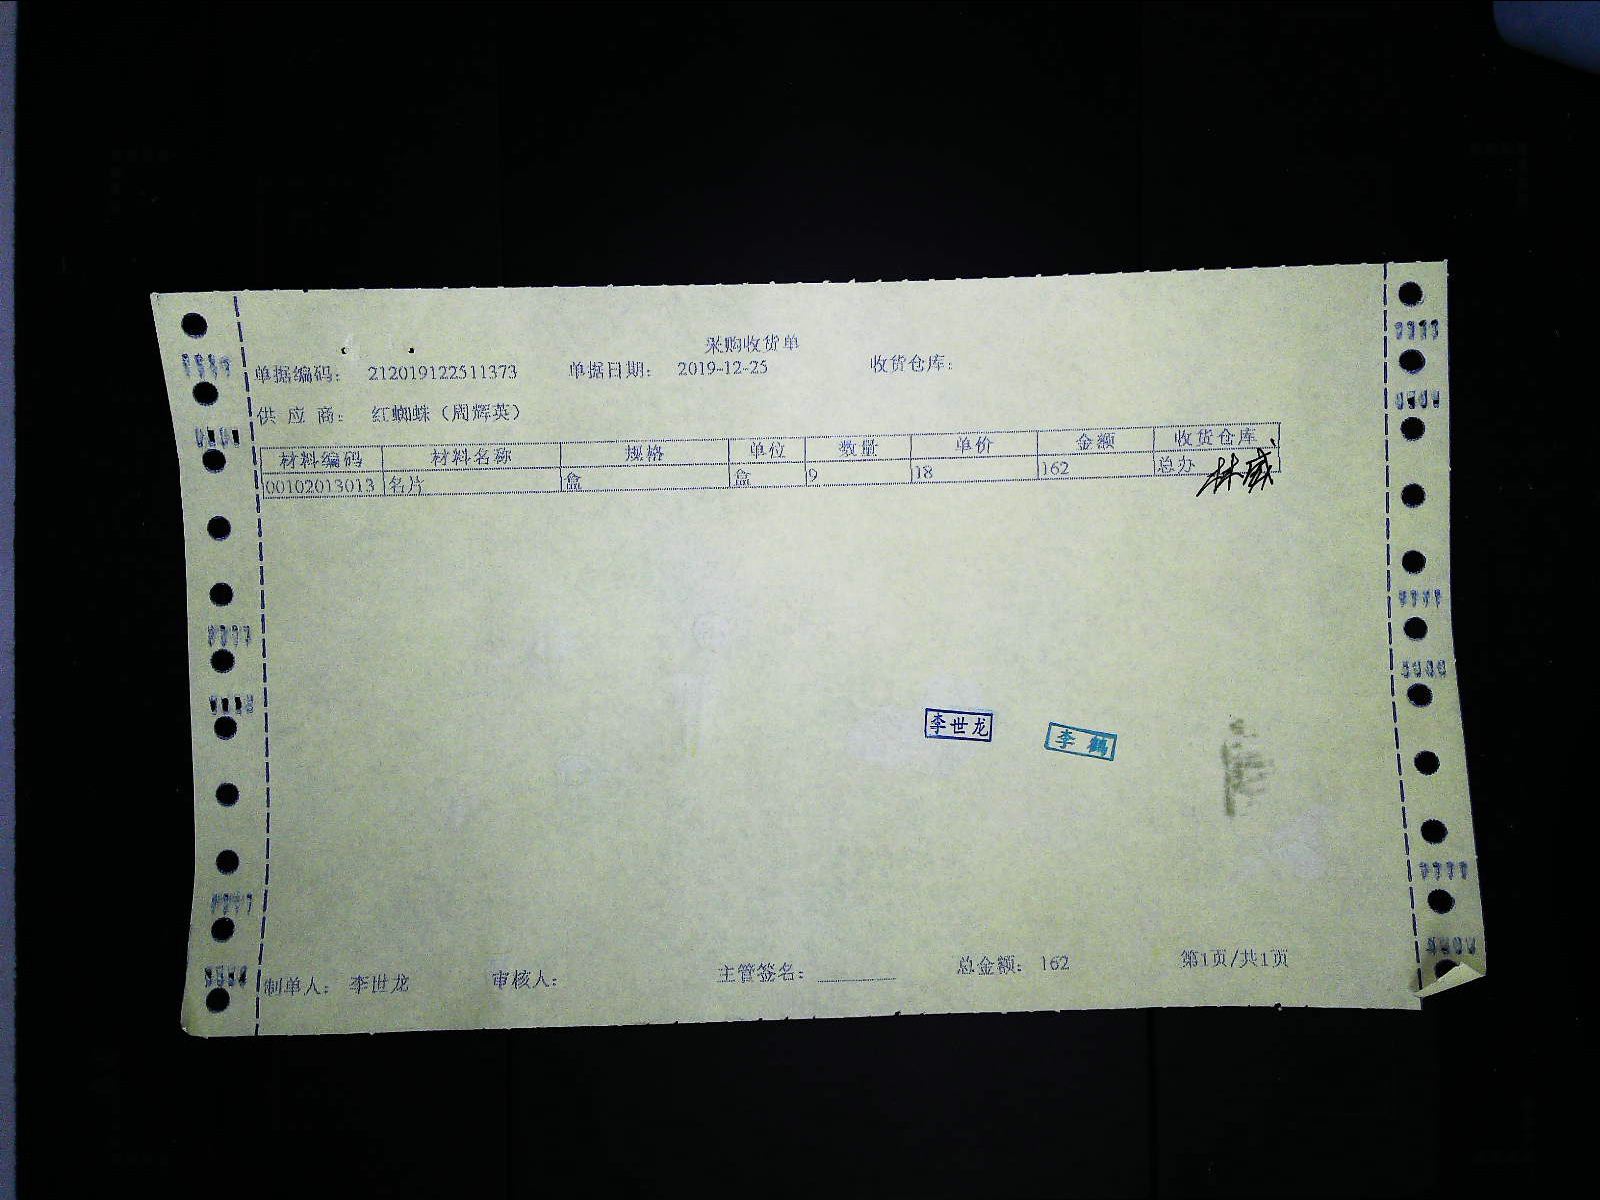 采购收货单
单据编码： 212019122511373 单据日期： 2019-12-25 收货仓库：
供 应 商： 红蜘蛛（周辉英）
材料编码 材料名称 规格 单位 数量 单价 金额 收货仓库
00102013013 名片 盒 盒 9 18 162 总办
林威
李世龙 李鹤
制单人： 李世龙 审核人： 主管签名： 总金额： 162 第1页/共1页